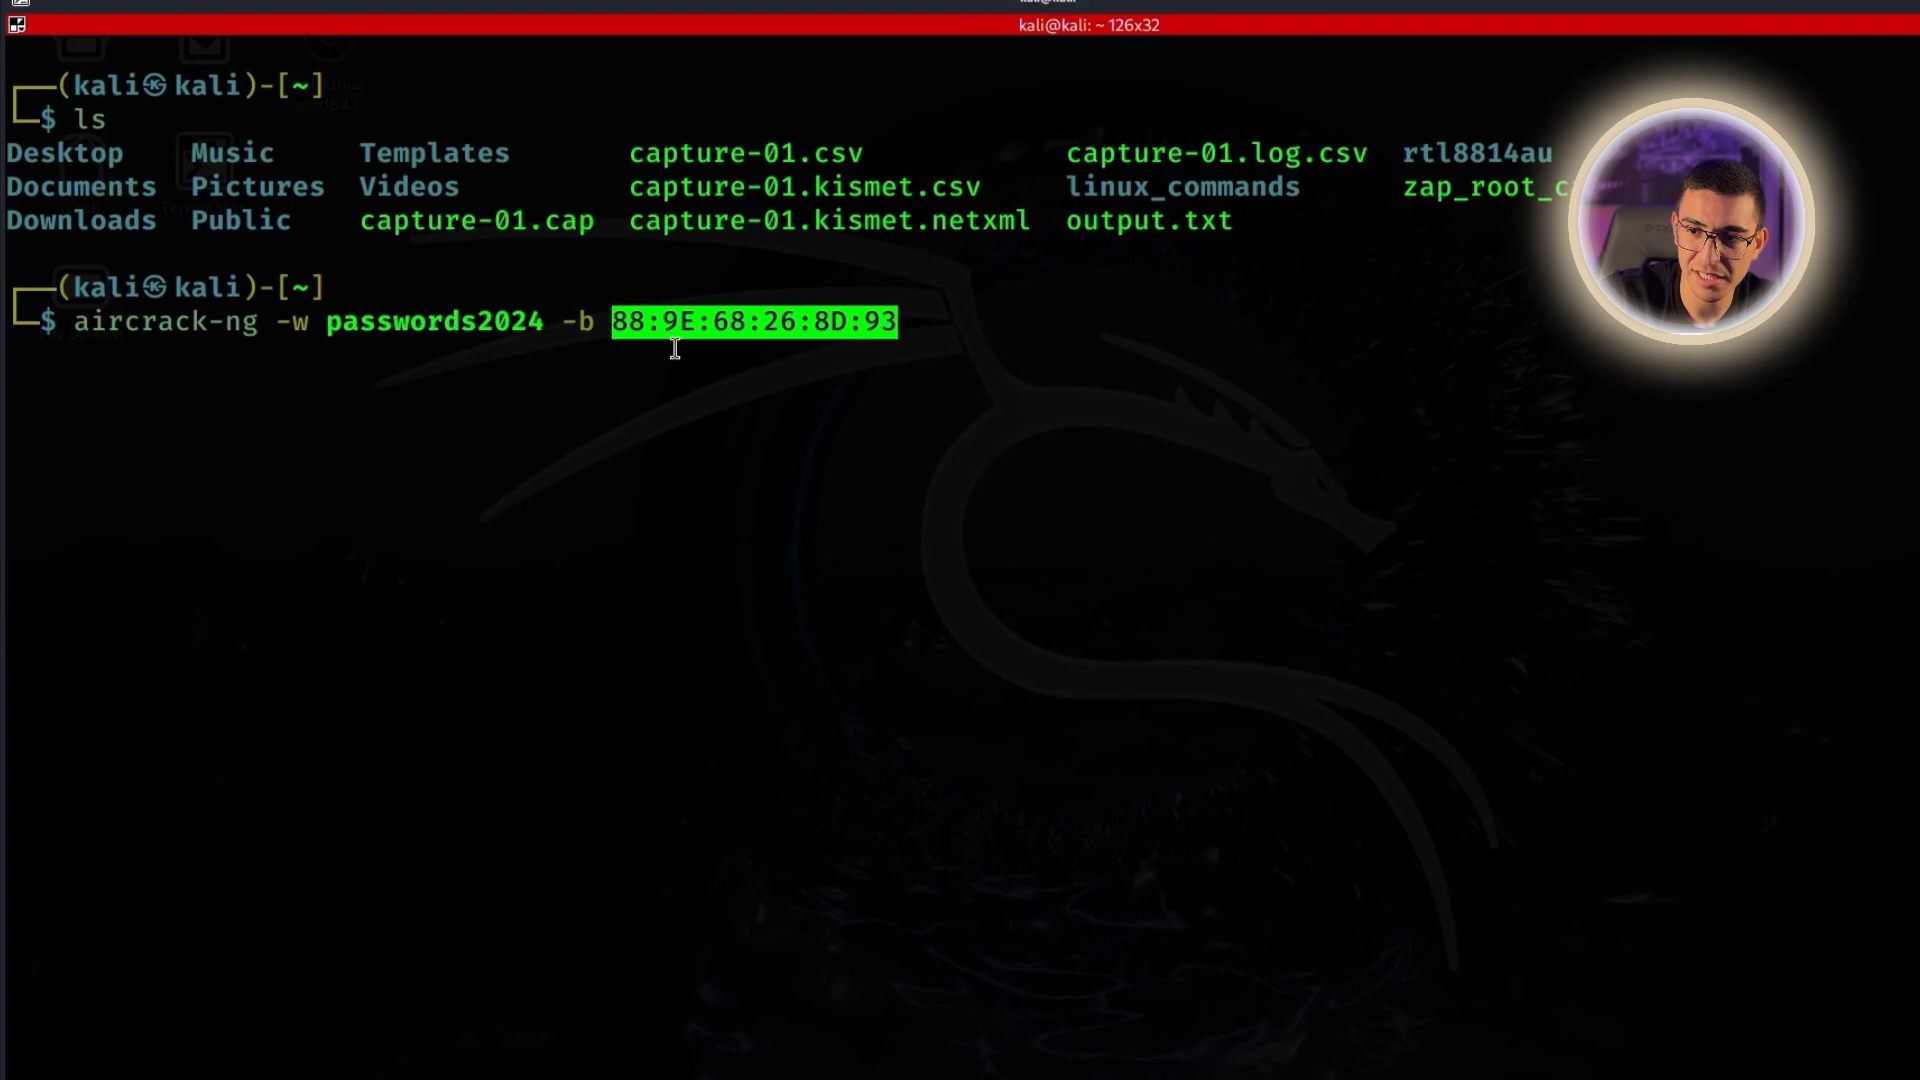 kali@kali: ~ 126x32
(kali㉿kali)-[~]
$ ls
Desktop Music Templates capture-01.csv capture-01.log.csv rtl8814au
Documents Pictures Videos capture-01.kismet.csv linux_commands
Downloads Public capture-01.cap capture-01.kismet.netxml output.txt
(kali㉿kali)-[~]
$ aircrack-ng -w passwords2024 -b 88:9E:68:26:8D:93